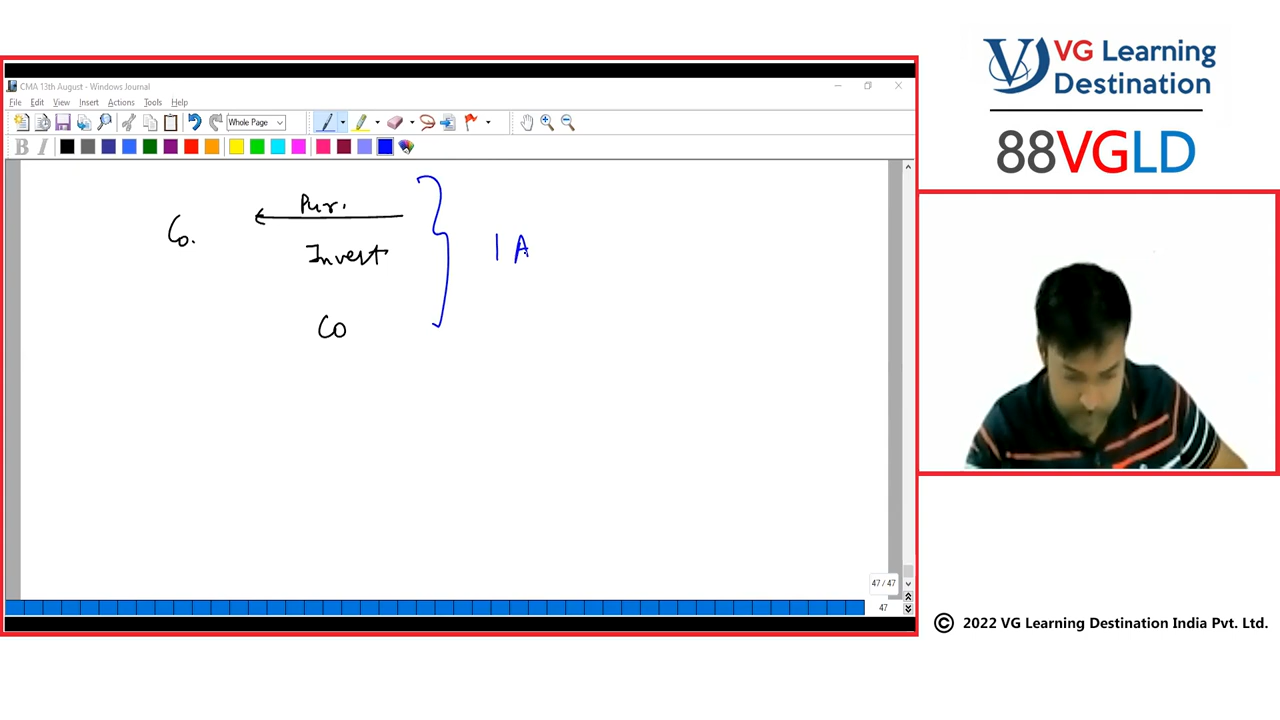 VG Learning
Destination
88VGLD
CMA 13th August - Windows Journal
File Edit View Insert Actions Tools Help
Whole Page
B I
Pur.
Co.
Invest
1 A
Co
47 / 47
47
© 2022 VG Learning Destination India Pvt. Ltd.